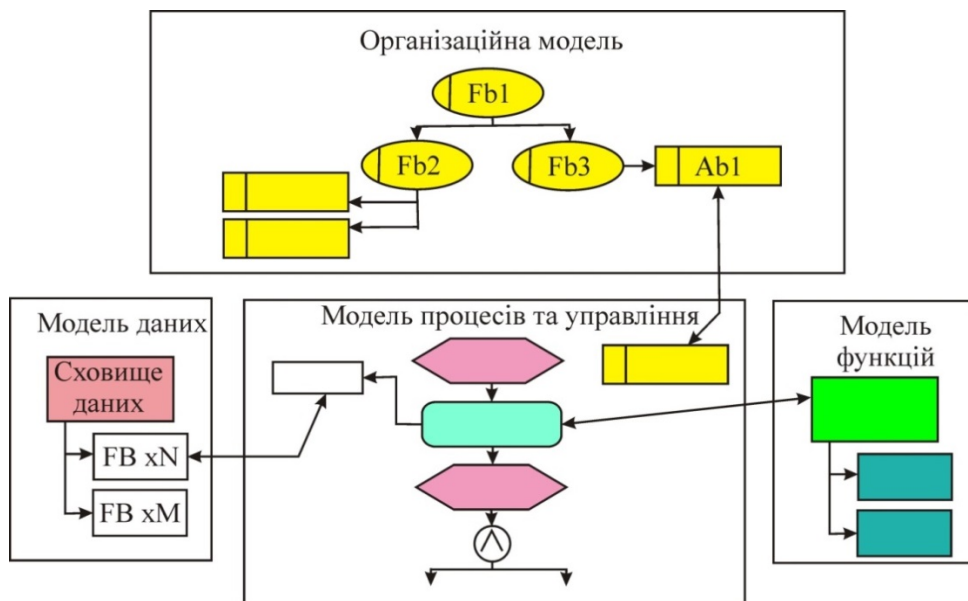 Організаційна модель
Fb1
Fb2
Fb3
Ab1
Модель даних
Сховище
даних
FB xN
FB xM
Модель процесів та управління
Модель
функцій